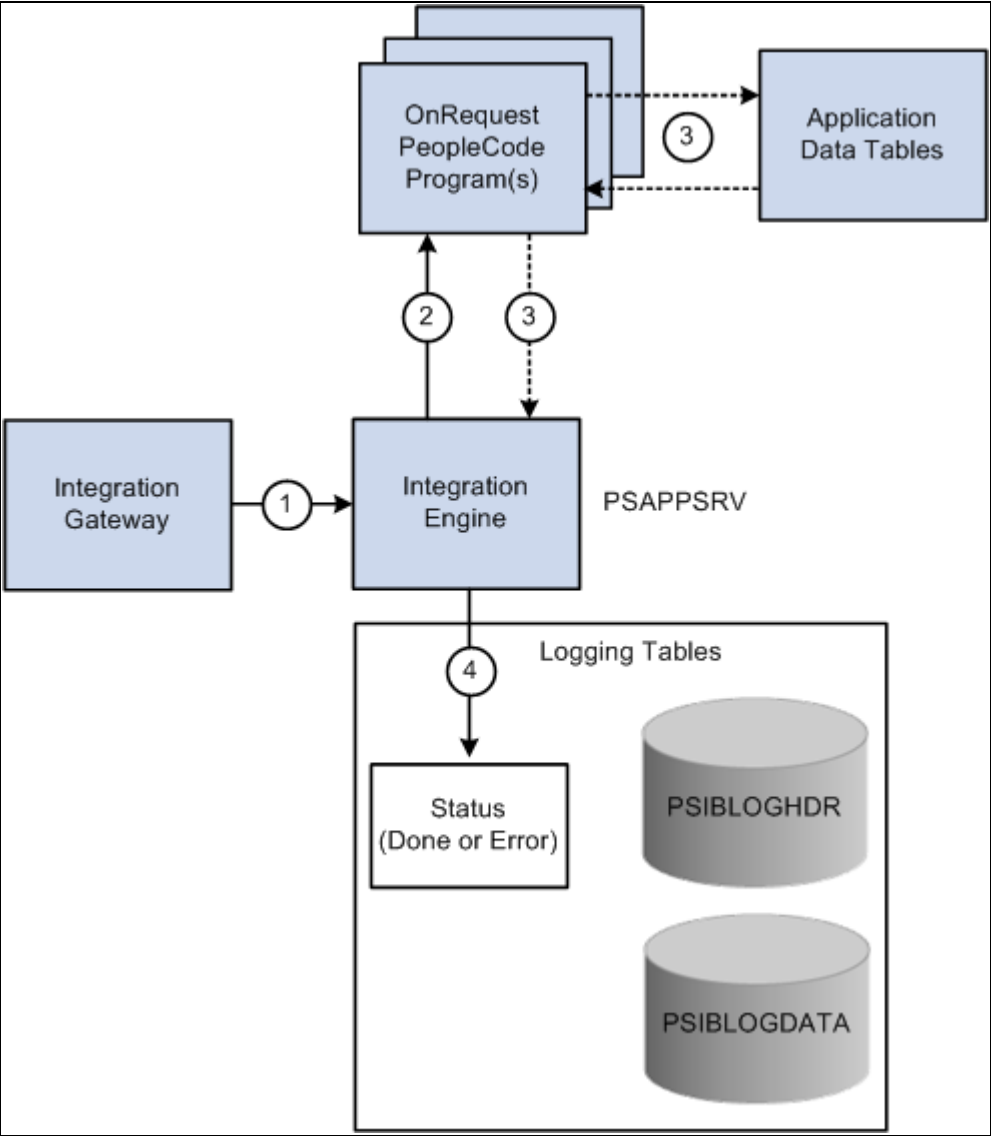 OnRequest
PeopleCode
Program(s)
3
Application
Data Tables
2
3
Integration
Gateway
1
Integration
Engine
PSAPPSRV
Logging Tables
4
Status
(Done or Error)
PSIBLOGHDR
PSIBLOGDATA